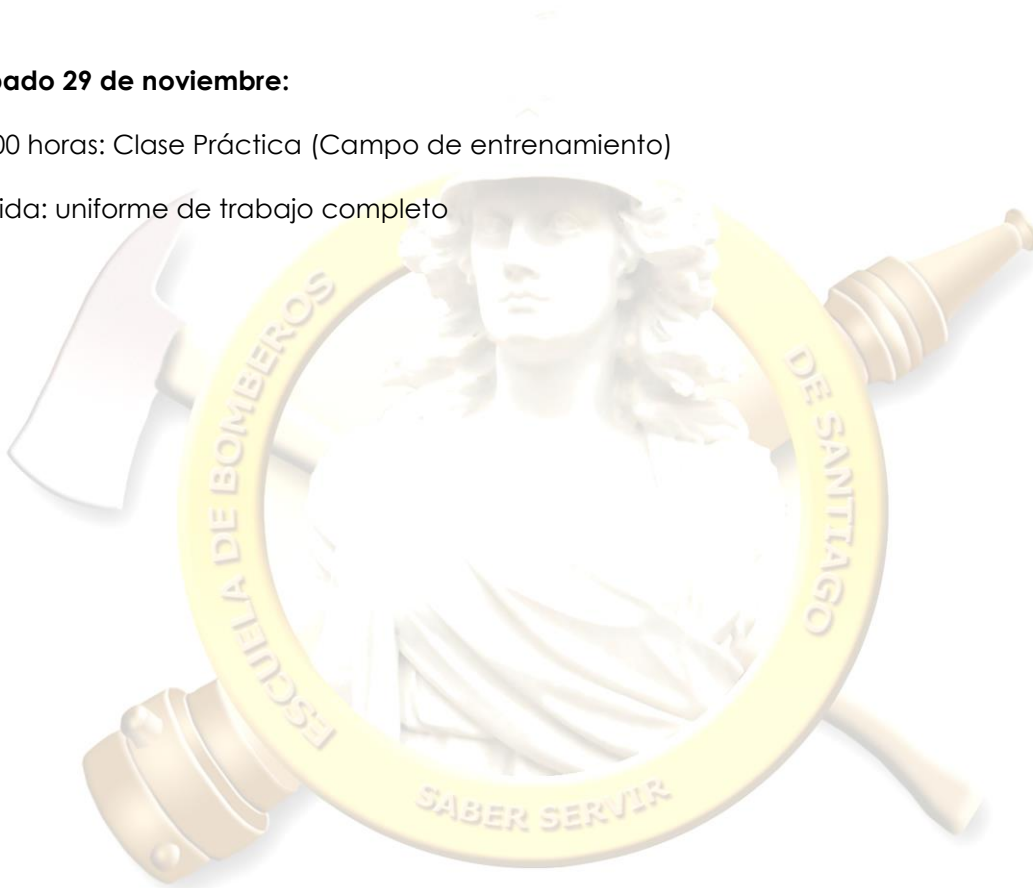 bado 29 de noviembre:
00 horas: Clase Práctica (Campo de entrenamiento)
ida: uniforme de trabajo completo
ESCUELA DE BOMBEROS
DE SANTIAGO
SABER SERVIR